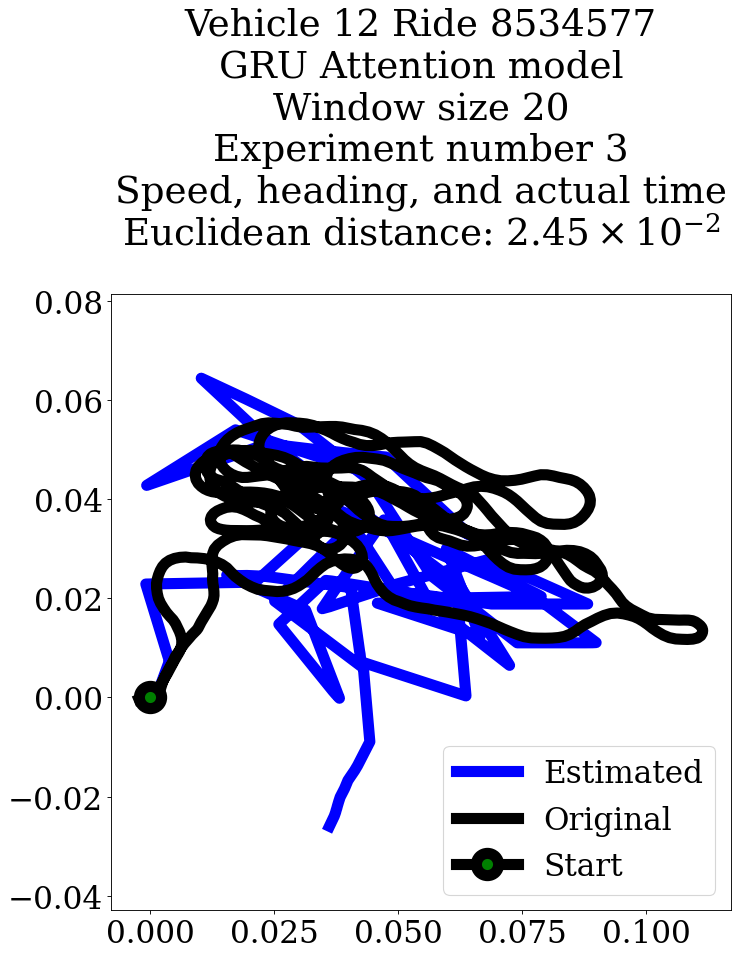 Vehicle 12 Ride 8534577
GRU Attention model
Window size 20
Experiment number 3
Speed, heading, and actual time
Euclidean distance: 2.45 × 10⁻²
0.08
0.06
0.04
0.02
0.00
−0.02
−0.04
Estimated
Original
Start
0.000 0.025 0.050 0.075 0.100